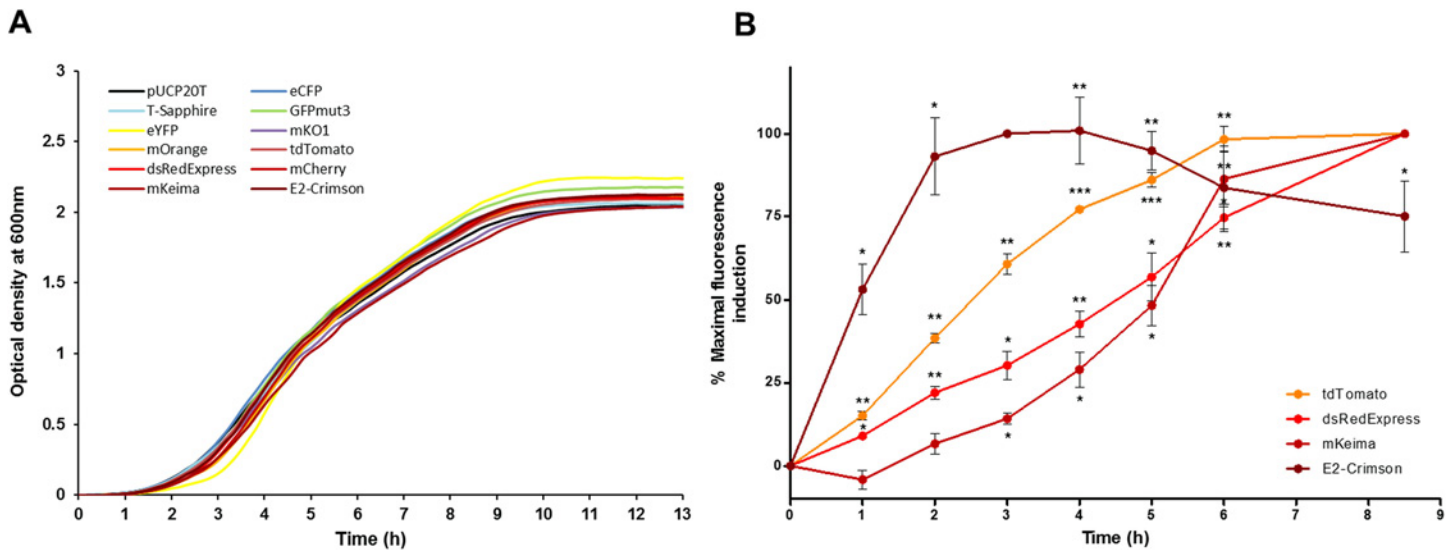 A
Optical density at 600nm
3
2.5
2
1.5
1
0.5
0
pUCP20T eCFP
T-Sapphire GFPmut3
eYFP mKO1
mOrange tdTomato
dsRedExpress mCherry
mKeima E2-Crimson
0 1 2 3 4 5 6 7 8 9 10 11 12 13
Time (h)
B
% Maximal fluorescence
induction
100
75
50
25
0
* ** ** ** *
* ** *** *** ** * **
** ** * ** *
* * * * *
tdTomato
dsRedExpress
mKeima
E2-Crimson
0 1 2 3 4 5 6 7 8 9
Time (h)